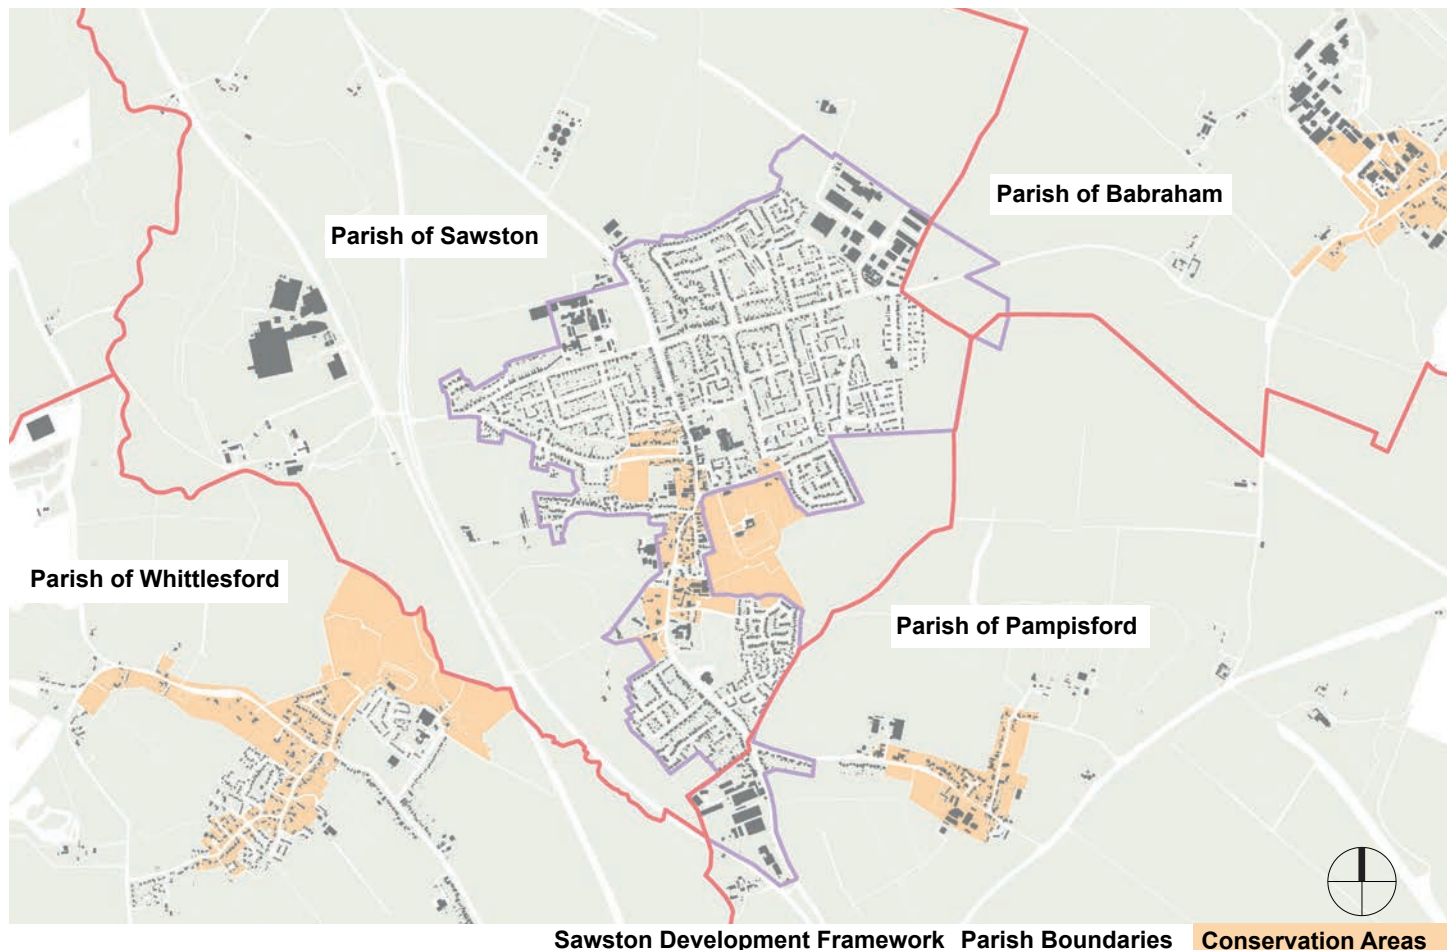 Parish of Babraham
Parish of Sawston
Parish of Whittlesford
Parish of Pampisford
Sawston Development Framework Parish Boundaries Conservation Areas